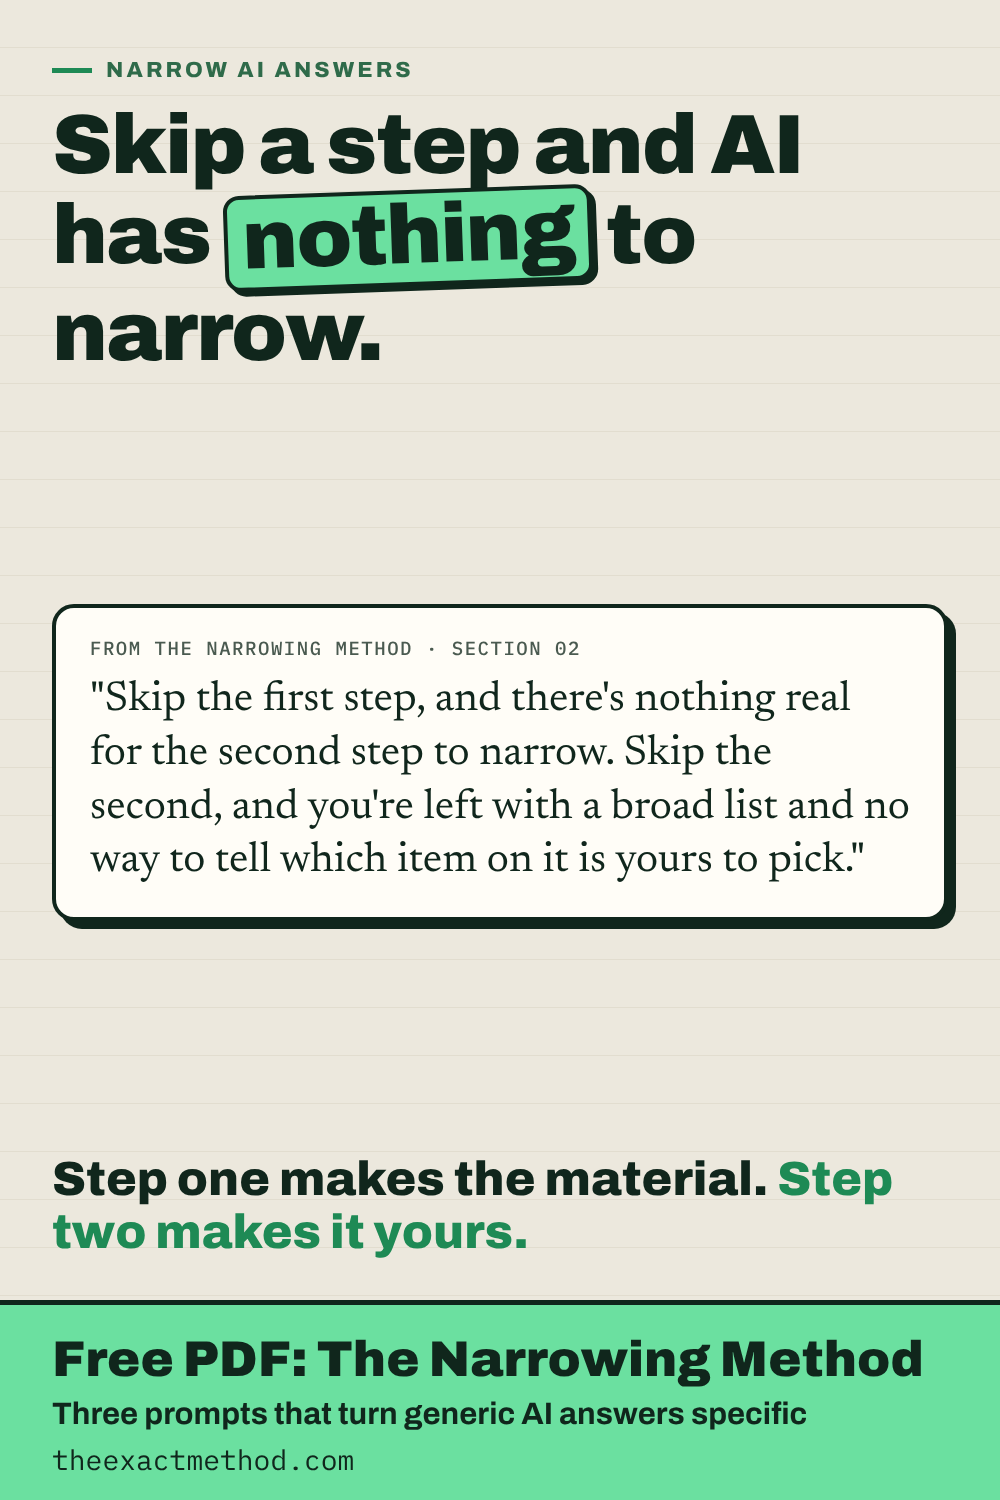 NARROW AI ANSWERS
Skip a step and AI
has nothing to
narrow.
FROM THE NARROWING METHOD · SECTION 02
"Skip the first step, and there's nothing real
for the second step to narrow. Skip the
second, and you're left with a broad list and no
way to tell which item on it is yours to pick."
Step one makes the material. Step
two makes it yours.
Free PDF: The Narrowing Method
Three prompts that turn generic AI answers specific
theexactmethod.com